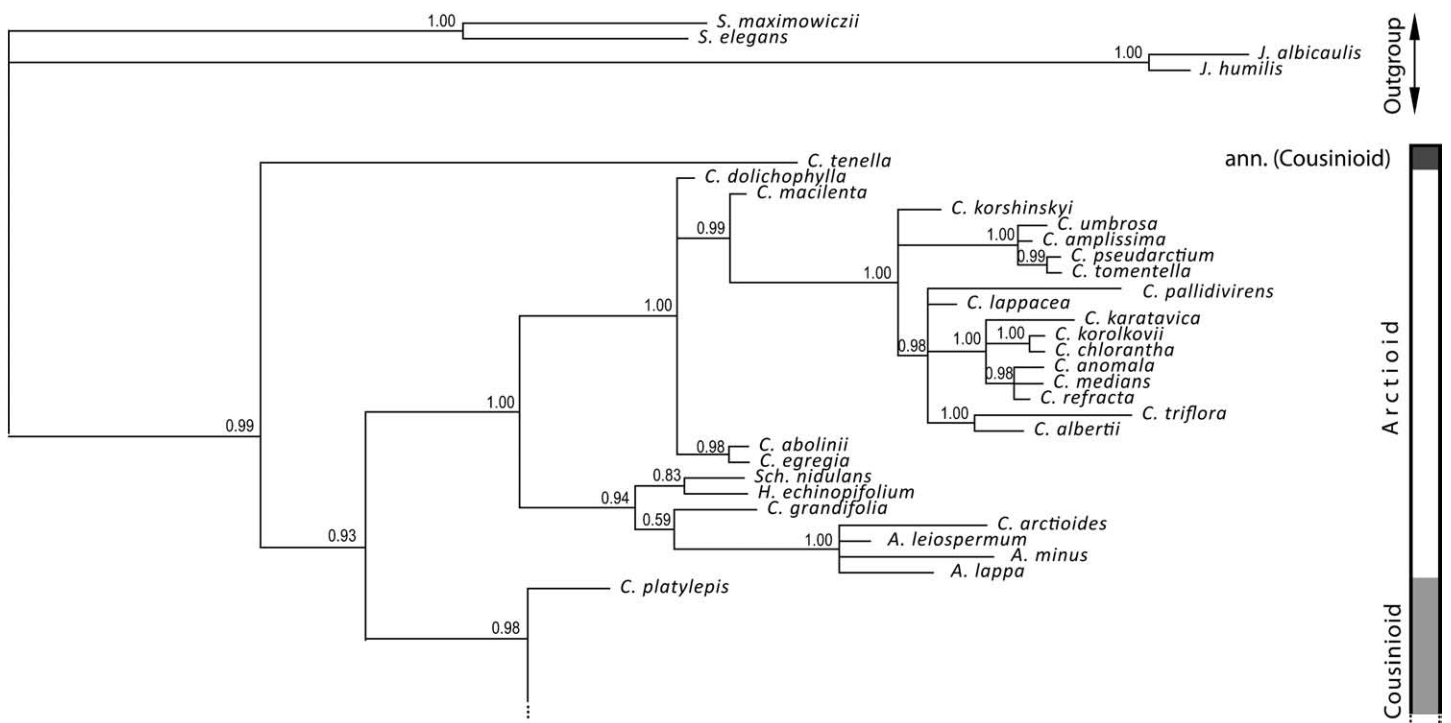 1.00 S. maximowiczii
S. elegans
1.00 J. albicaulis
J. humilis
Outgroup
C. tenella
ann. (Cousinioid)
C. dolichophylla
C. macilenta
0.99
C. korshinskyi
C. umbrosa
1.00 C. amplissima
0.99 C. pseudarctium
C. tomentella
1.00
C. pallidivirens
C. lappacea
1.00
C. karatavica
1.00 C. korolkovii
0.98 1.00 C. chlorantha
0.98 C. anomala
C. medians
C. refracta
1.00 C. triflora
C. albertii
Arctioid
1.00
0.99
0.98 C. abolinii
C. egregia
0.83 Sch. nidulans
H. echinopifolium
0.94
0.59 C. grandifolia
C. arctioides
0.93
1.00 A. leiospermum
A. minus
A. lappa
C. platylepis
0.98
Cousinioid